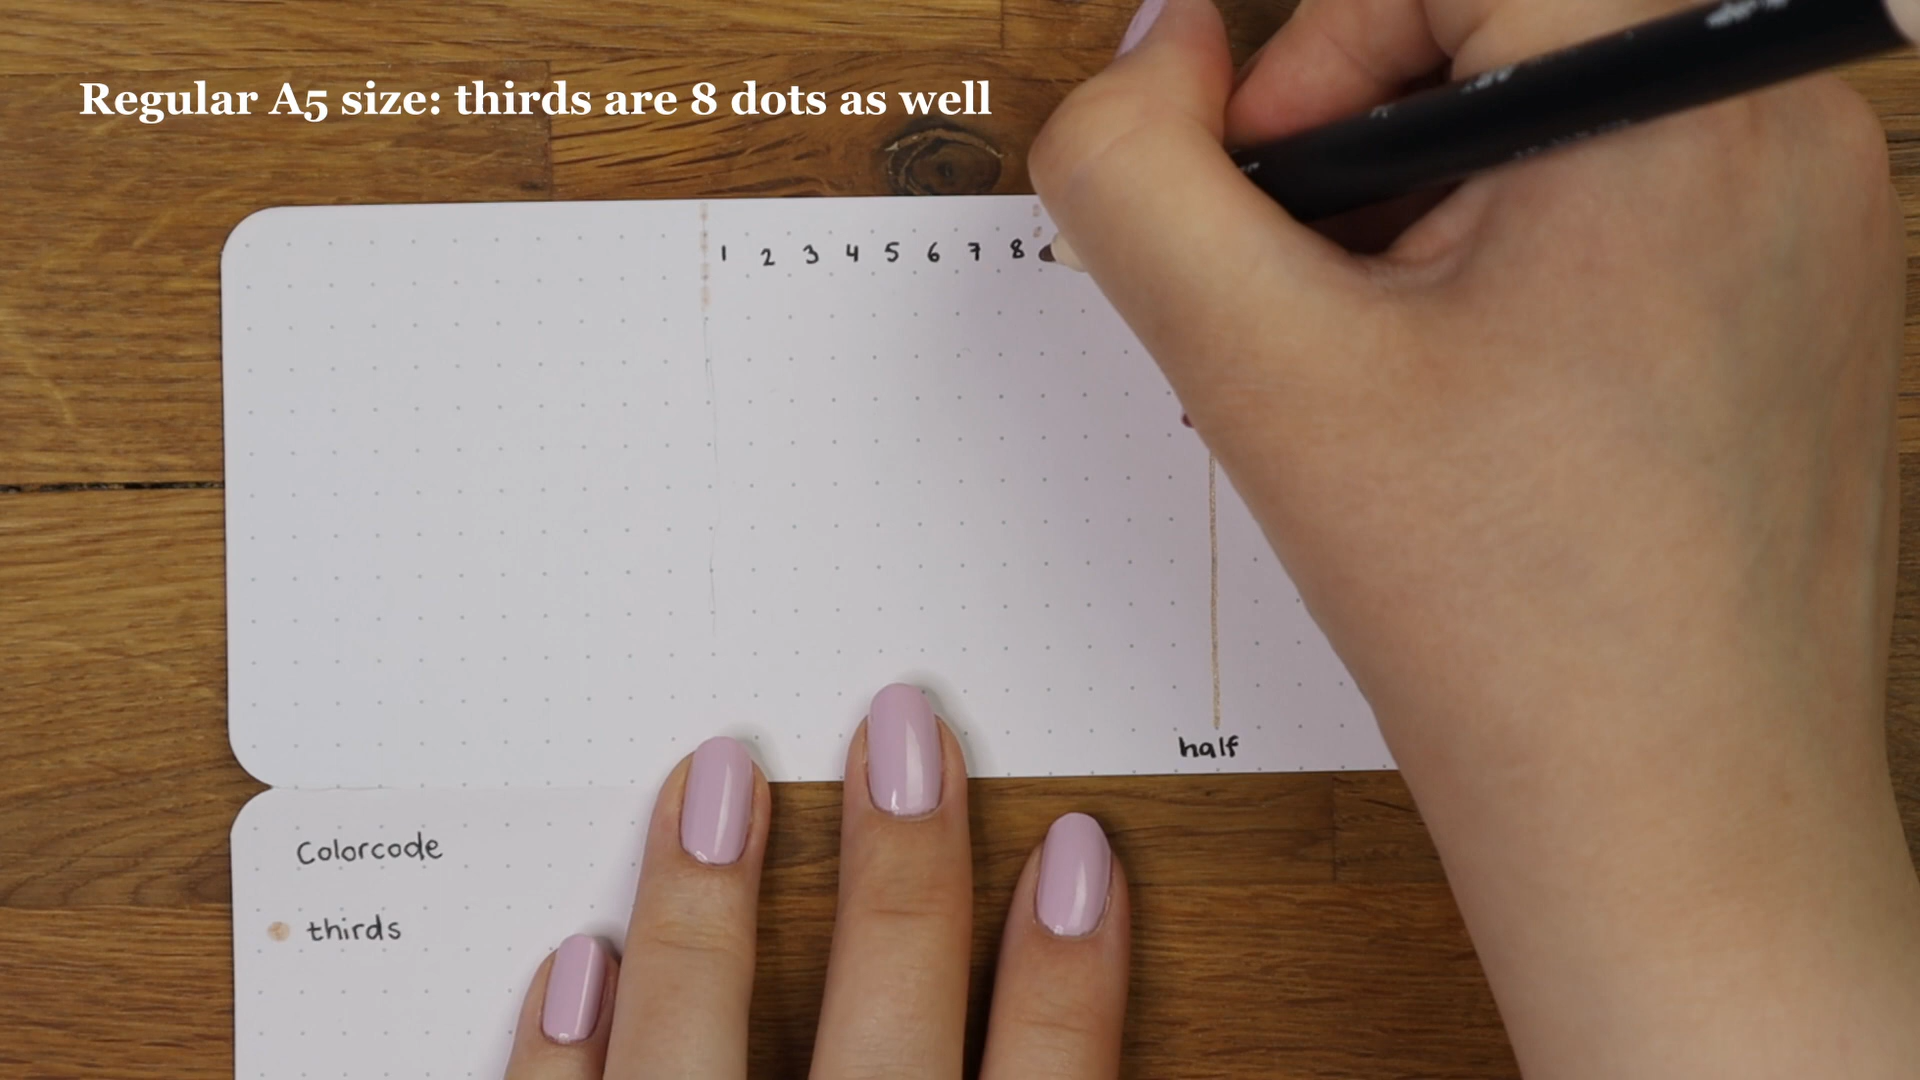 Regular A5 size: thirds are 8 dots as well
1 2 3 4 5 6 7 8
half
Colorcode
thirds